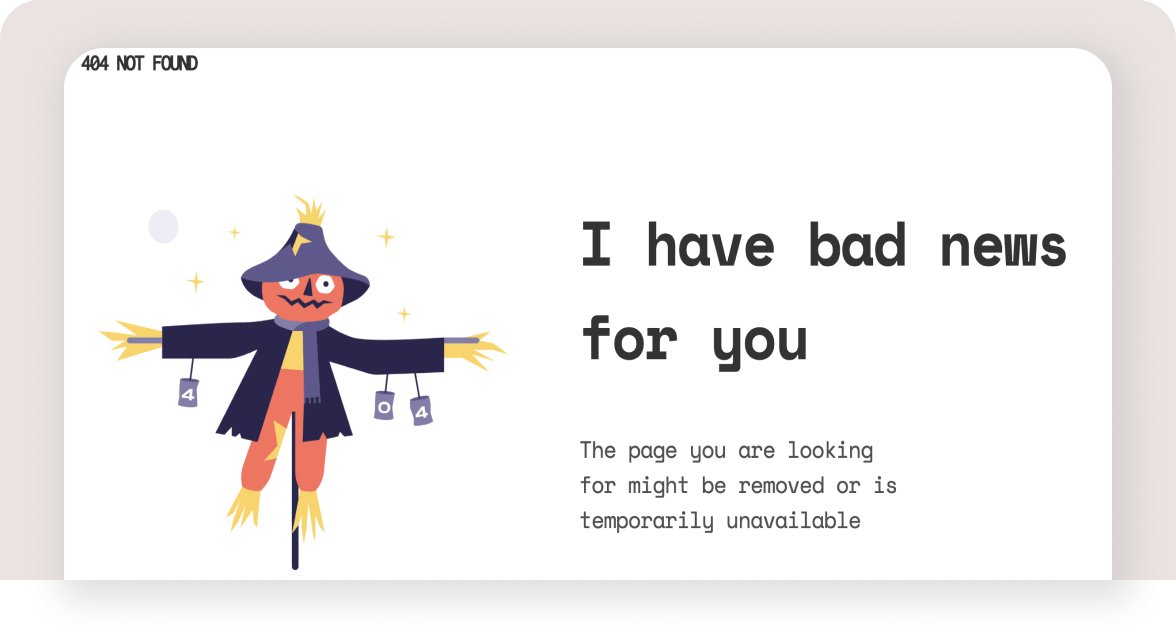 404 NOT FOUND
I have bad news
for you
4
0
4
The page you are looking
for might be removed or is
temporarily unavailable